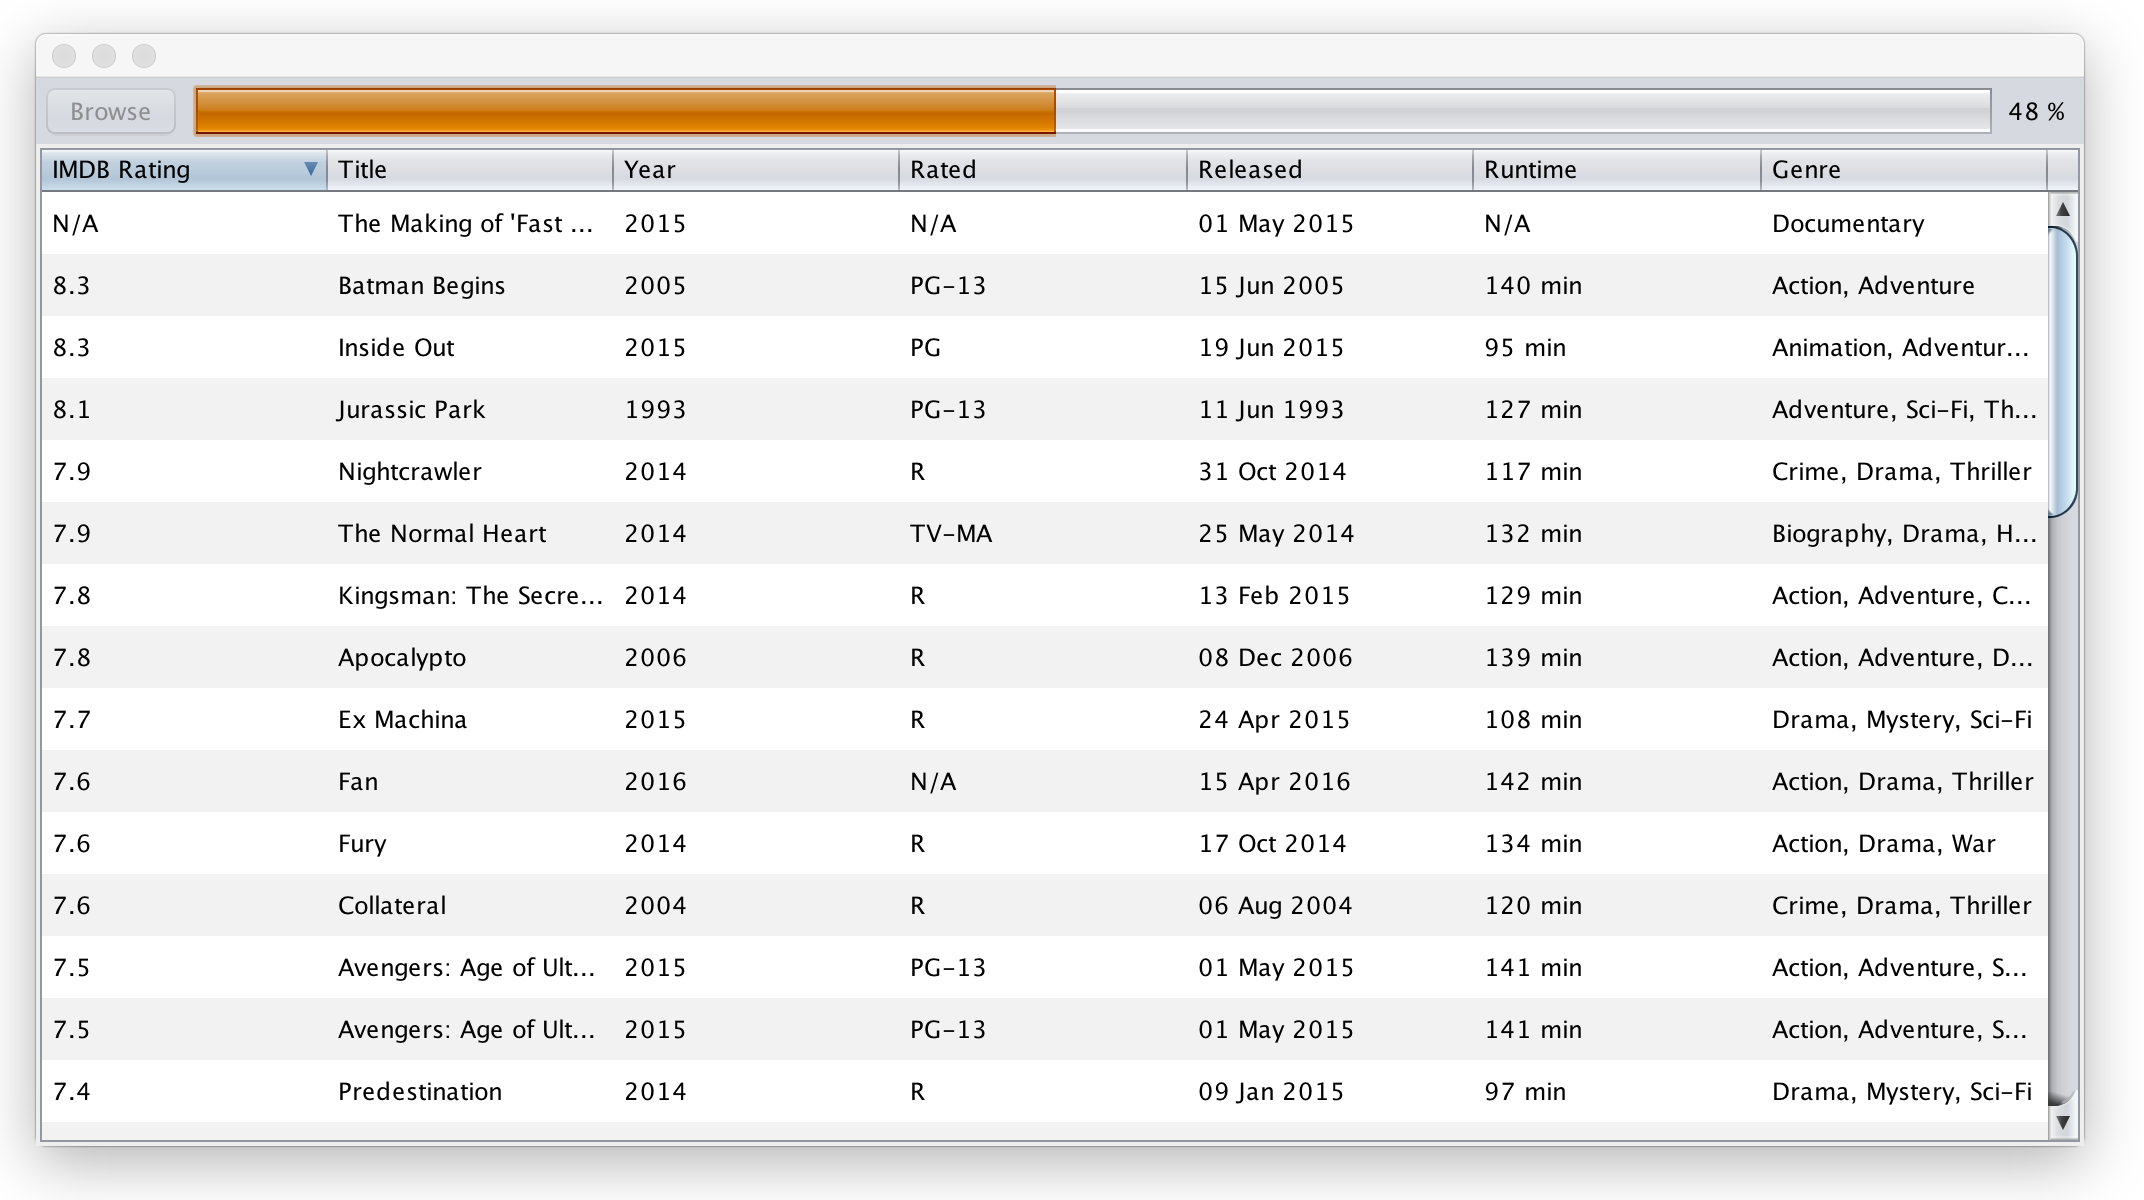 Browse 48 %
IMDB Rating Title Year Rated Released Runtime Genre
N/A The Making of 'Fast ... 2015 N/A 01 May 2015 N/A Documentary
8.3 Batman Begins 2005 PG-13 15 Jun 2005 140 min Action, Adventure
8.3 Inside Out 2015 PG 19 Jun 2015 95 min Animation, Adventur...
8.1 Jurassic Park 1993 PG-13 11 Jun 1993 127 min Adventure, Sci-Fi, Th...
7.9 Nightcrawler 2014 R 31 Oct 2014 117 min Crime, Drama, Thriller
7.9 The Normal Heart 2014 TV-MA 25 May 2014 132 min Biography, Drama, H...
7.8 Kingsman: The Secre... 2014 R 13 Feb 2015 129 min Action, Adventure, C...
7.8 Apocalypto 2006 R 08 Dec 2006 139 min Action, Adventure, D...
7.7 Ex Machina 2015 R 24 Apr 2015 108 min Drama, Mystery, Sci-Fi
7.6 Fan 2016 N/A 15 Apr 2016 142 min Action, Drama, Thriller
7.6 Fury 2014 R 17 Oct 2014 134 min Action, Drama, War
7.6 Collateral 2004 R 06 Aug 2004 120 min Crime, Drama, Thriller
7.5 Avengers: Age of Ult... 2015 PG-13 01 May 2015 141 min Action, Adventure, S...
7.5 Avengers: Age of Ult... 2015 PG-13 01 May 2015 141 min Action, Adventure, S...
7.4 Predestination 2014 R 09 Jan 2015 97 min Drama, Mystery, Sci-Fi